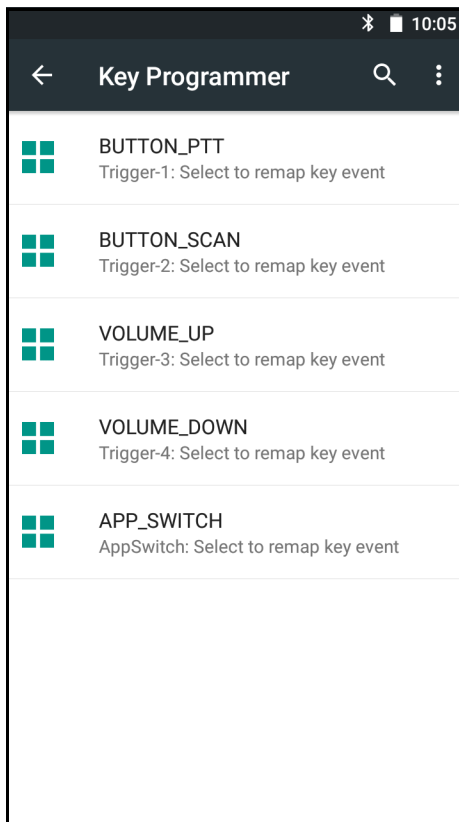 10:05
Key Programmer
BUTTON_PTT
Trigger-1: Select to remap key event
BUTTON_SCAN
Trigger-2: Select to remap key event
VOLUME_UP
Trigger-3: Select to remap key event
VOLUME_DOWN
Trigger-4: Select to remap key event
APP_SWITCH
AppSwitch: Select to remap key event